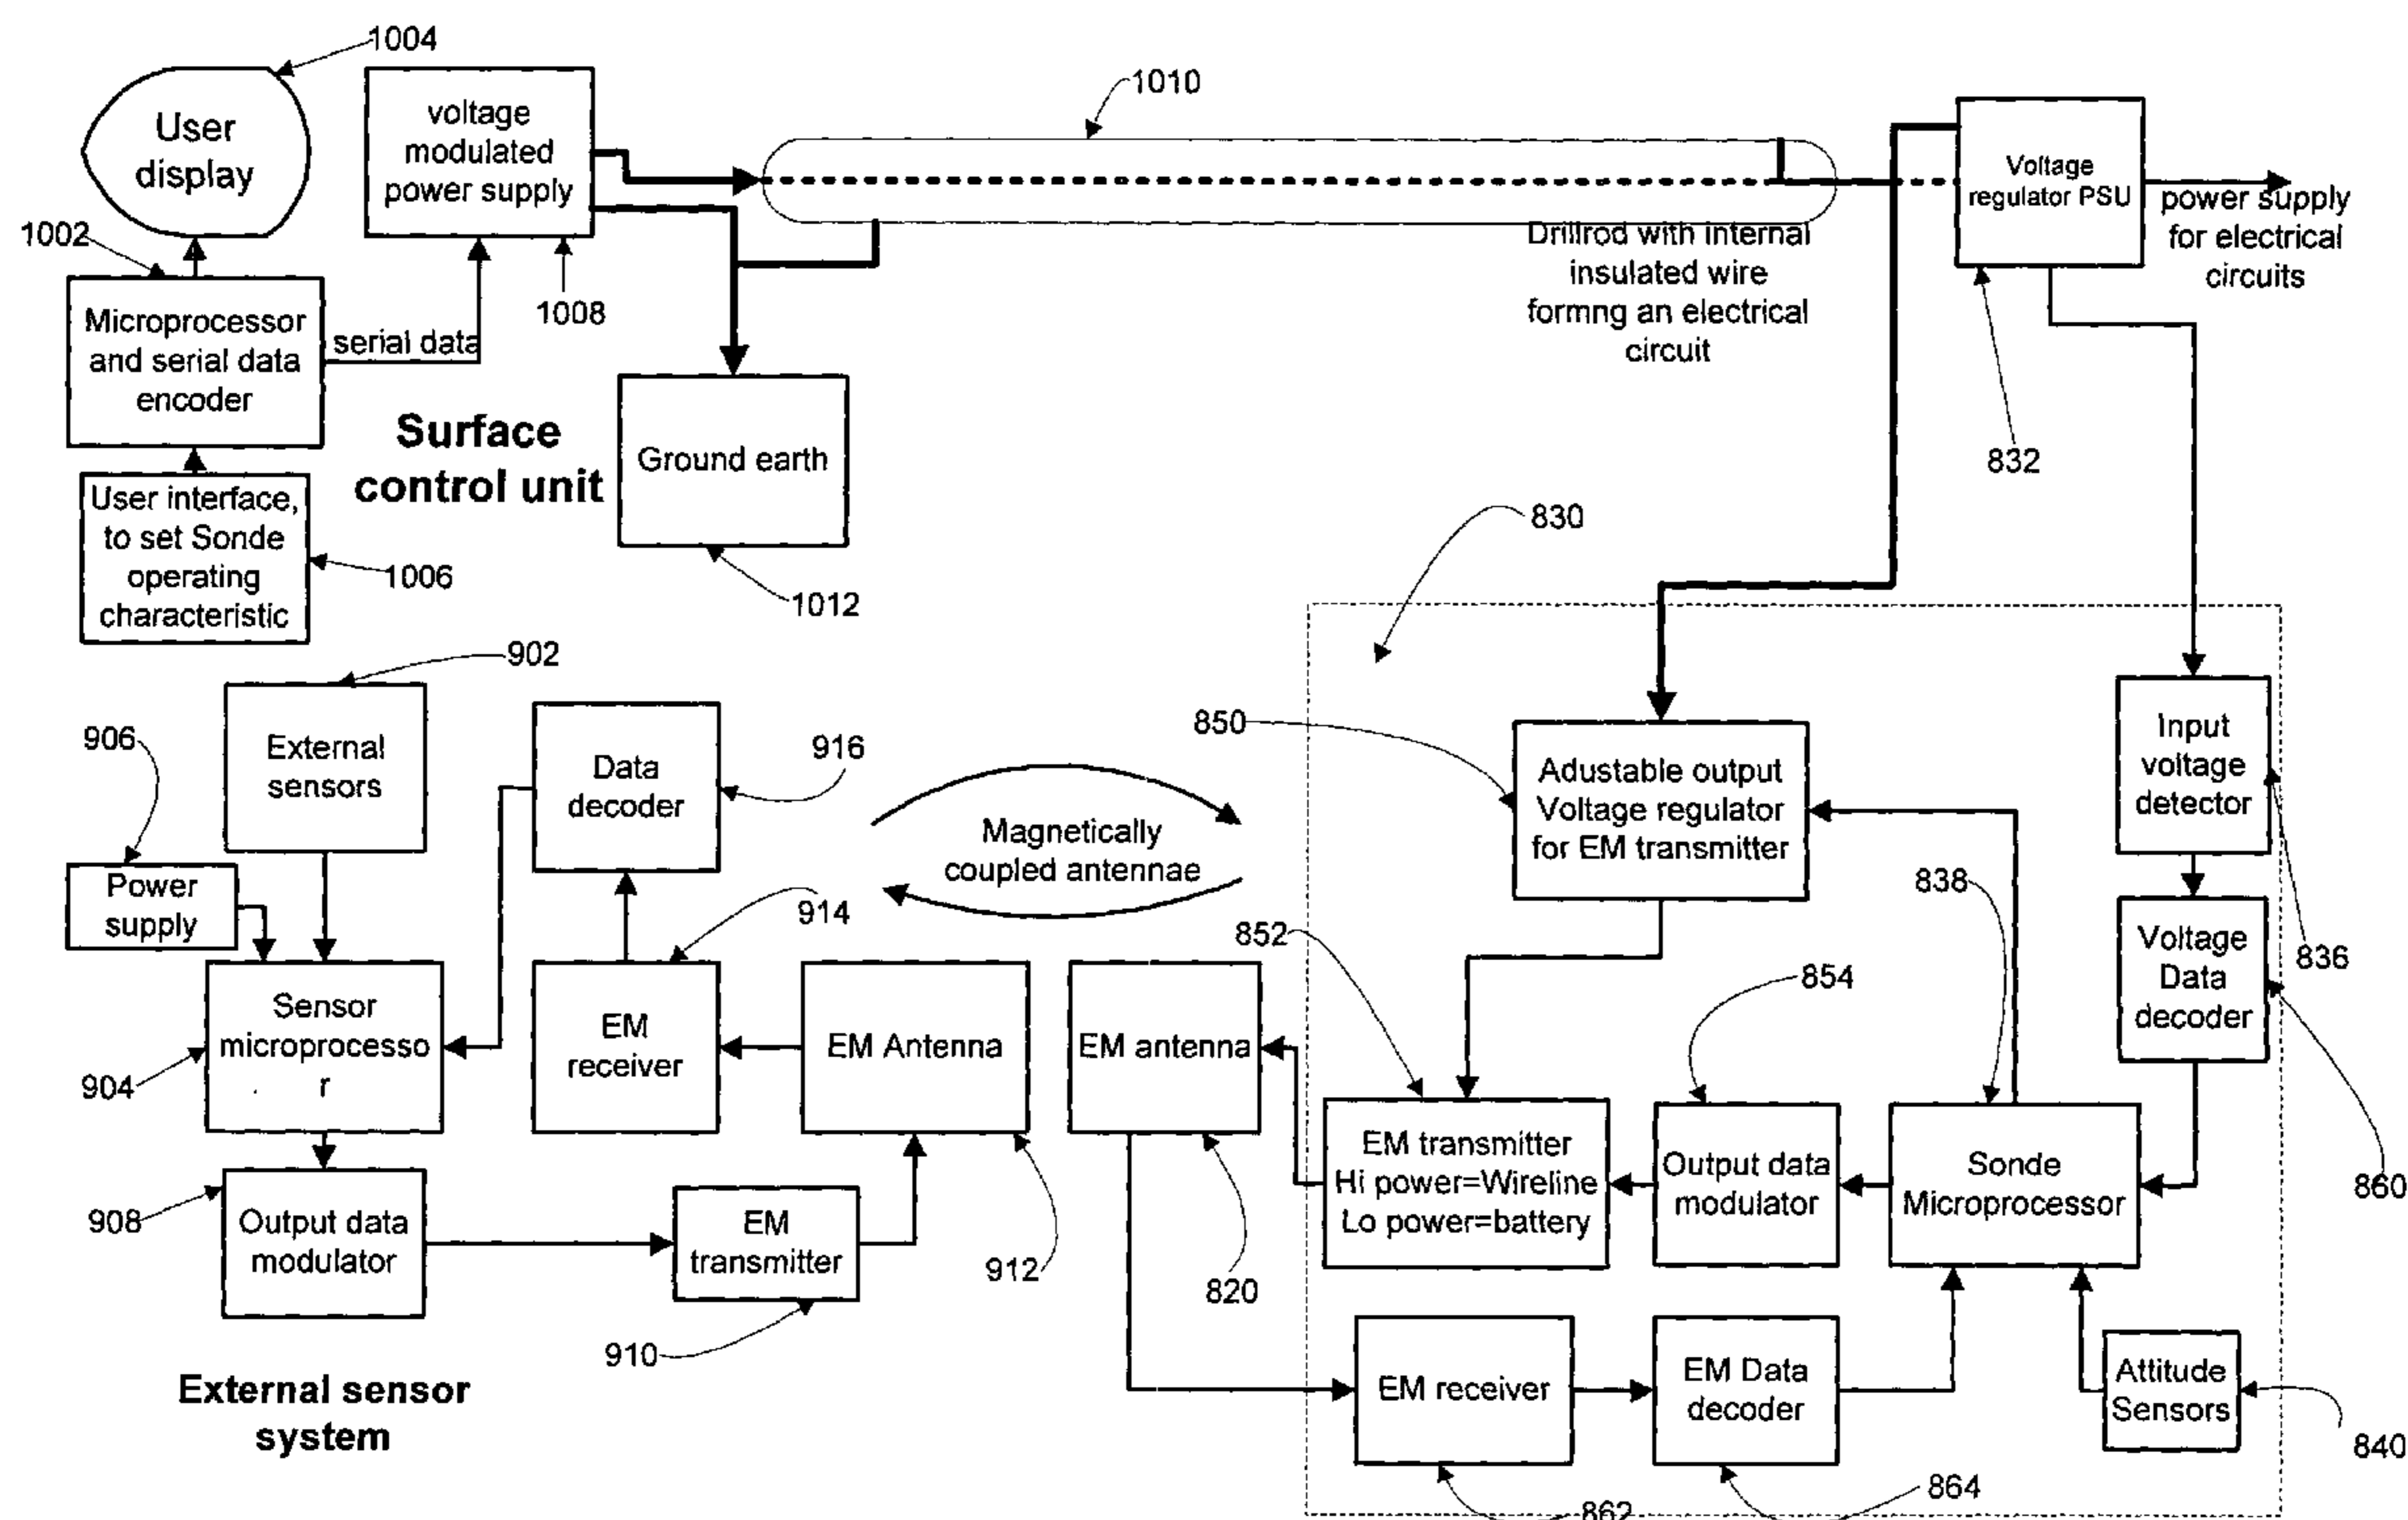 1004
User
display
1002
Microprocessor
and serial data
encoder
serial data
User interface,
to set Sonde
operating
characteristic
1006
voltage
modulated
power supply
1008
Surface
control unit
Ground earth
1012
1010
Drillrod with internal
insulated wire
formng an electrical
circuit
Voltage
regulator PSU
power supply
for electrical
circuits
832
830
902
External
sensors
906
Power
supply
904
Sensor
microprocesso
r
908
Output data
modulator
Data
decoder
916
914
EM
receiver
EM Antenna
912
EM
transmitter
910
External sensor
system
Magnetically
coupled antennae
EM antenna
820
850
Adustable output
Voltage regulator
for EM transmitter
852
EM transmitter
Hi power=Wireline
Lo power=battery
854
Output data
modulator
838
Sonde
Microprocessor
Input
voltage
detector
836
Voltage
Data
decoder
860
EM receiver
862
EM Data
decoder
864
Attitude
Sensors
840